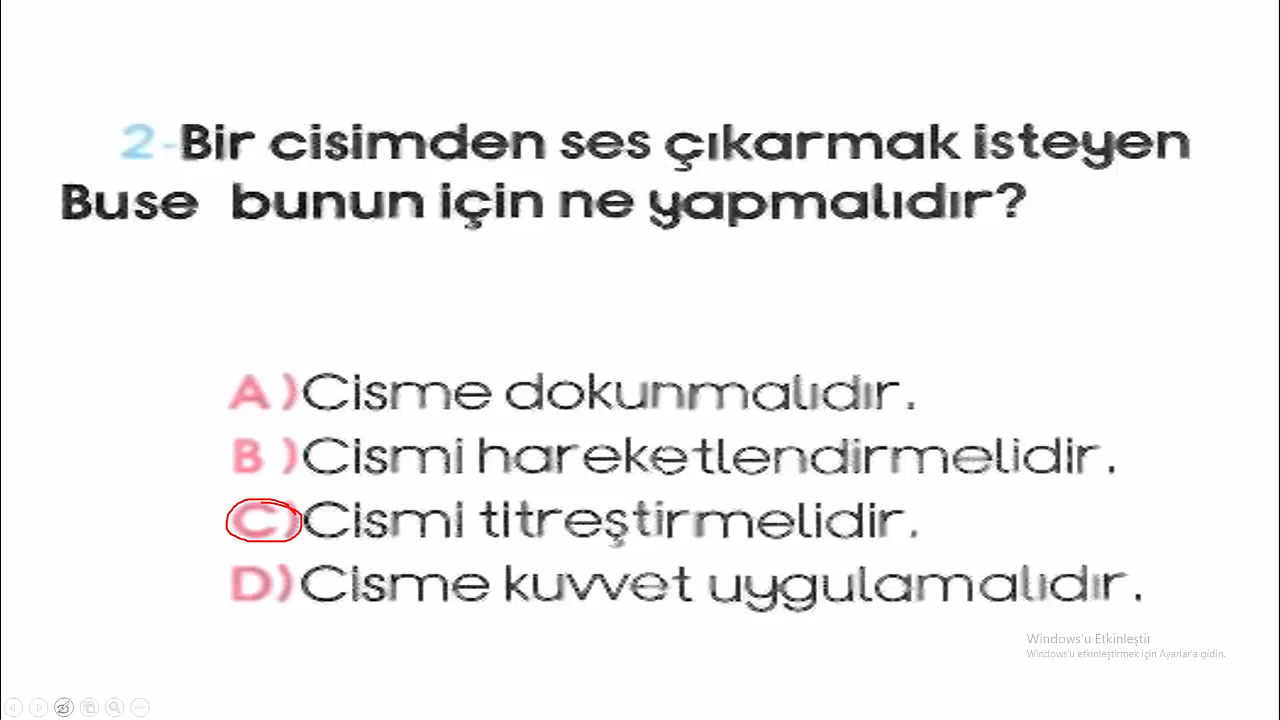 2-Bir cisimden ses çıkarmak isteyen
Buse bunun için ne yapmalıdır?
A)Cisme dokunmalıdır.
B)Cismi hareketlendirmelidir.
C)Cismi titreştirmelidir.
D)Cisme kuvvet uygulamalıdır.
Windows'u Etkinleştir
Windows'u etkinleştirmek için Ayarlar'a gidin.